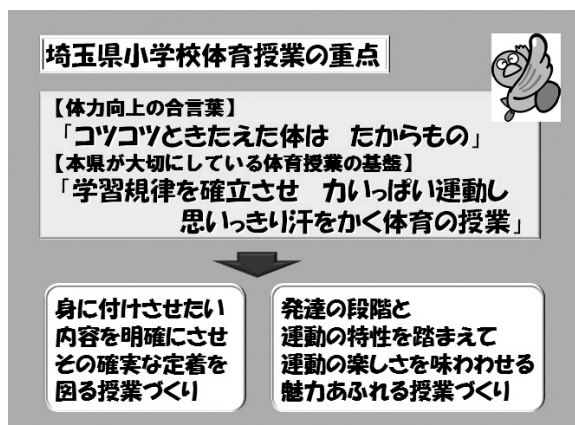 埼玉県小学校体育授業の重点
【体力向上の合言葉】
「コツコツときたえた体は　たからもの」
【本県が大切にしている体育授業の基盤】
「学習規律を確立させ　力いっぱい運動し
思いっきり汗をかく体育の授業」
身に付けさせたい
内容を明確にさせ
その確実な定着を
図る授業づくり
発達の段階と
運動の特性を踏まえて
運動の楽しさを味わわせる
魅力あふれる授業づくり